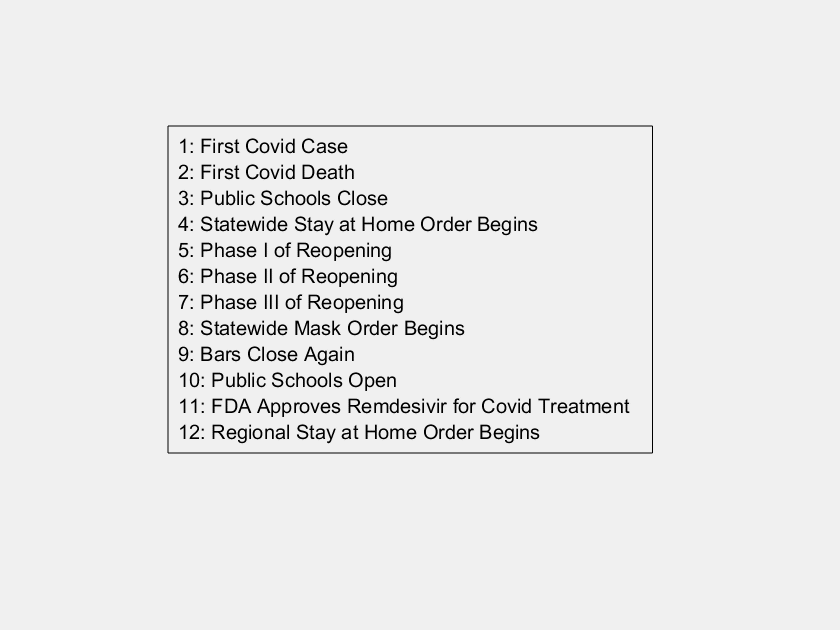 1: First Covid Case
2: First Covid Death
3: Public Schools Close
4: Statewide Stay at Home Order Begins
5: Phase I of Reopening
6: Phase II of Reopening
7: Phase III of Reopening
8: Statewide Mask Order Begins
9: Bars Close Again
10: Public Schools Open
11: FDA Approves Remdesivir for Covid Treatment
12: Regional Stay at Home Order Begins